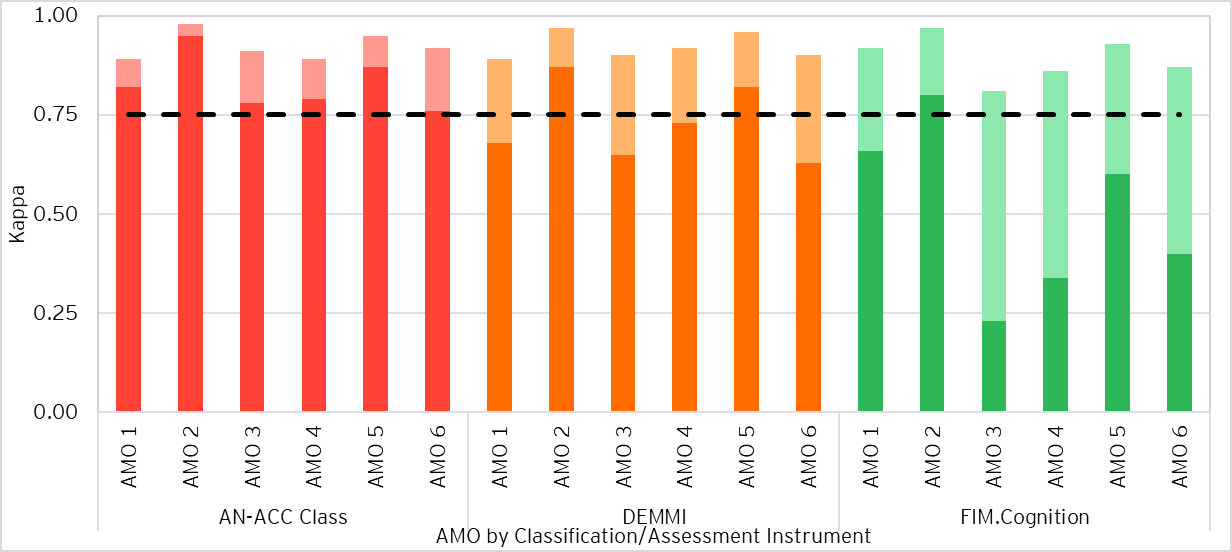 1.00
0.75
0.50
0.25
0.00
Kappa
AMO 1
AMO 2
AMO 3
AMO 4
AMO 5
AMO 6
AMO 1
AMO 2
AMO 3
AMO 4
AMO 5
AMO 6
AMO 1
AMO 2
AMO 3
AMO 4
AMO 5
AMO 6
AN-ACC Class
DEMMI
FIM.Cognition
AMO by Classification/Assessment Instrument